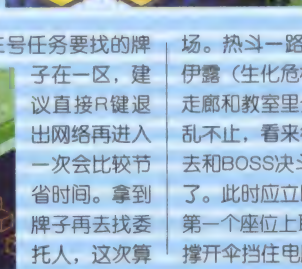 号任务要找的牌
子在一区，建
议直接R键退
出网络再进入
一次会比较节
省时间。拿到
牌子再去找委
托人，这次算
场。热斗一路
伊露（生化危
走廊和教室里
乱不止，看来
去和BOSS决斗
了。此时应立
第一个座位上
撑开伞挡住电